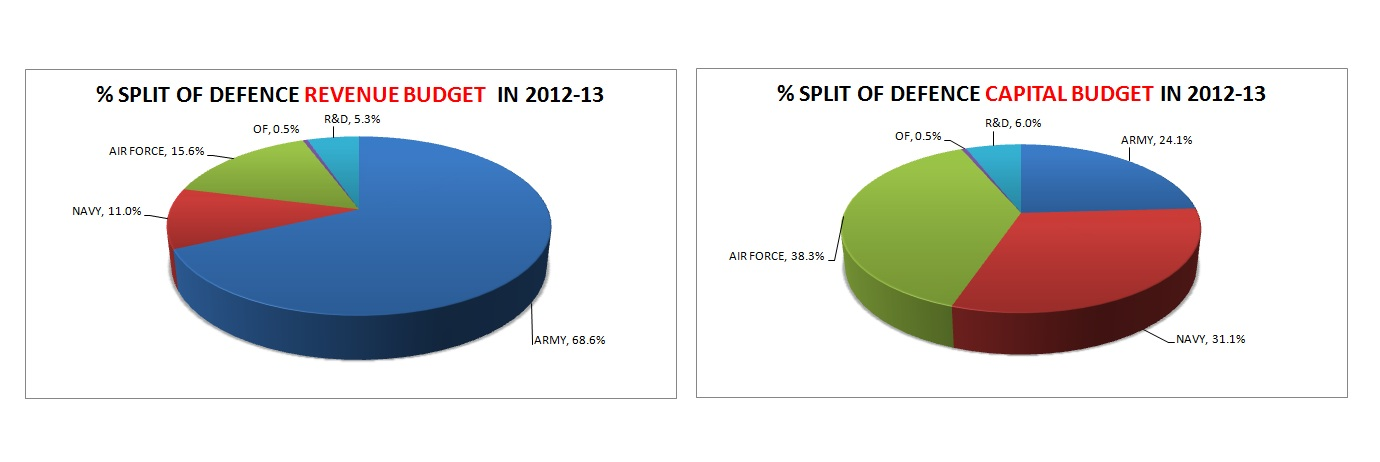 % SPLIT OF DEFENCE REVENUE BUDGET IN 2012-13
R&D, 5.3%
OF, 0.5%
AIR FORCE, 15.6%
NAVY, 11.0%
ARMY, 68.6%
% SPLIT OF DEFENCE CAPITAL BUDGET IN 2012-13
R&D, 6.0%
OF, 0.5%
ARMY, 24.1%
AIR FORCE, 38.3%
NAVY, 31.1%